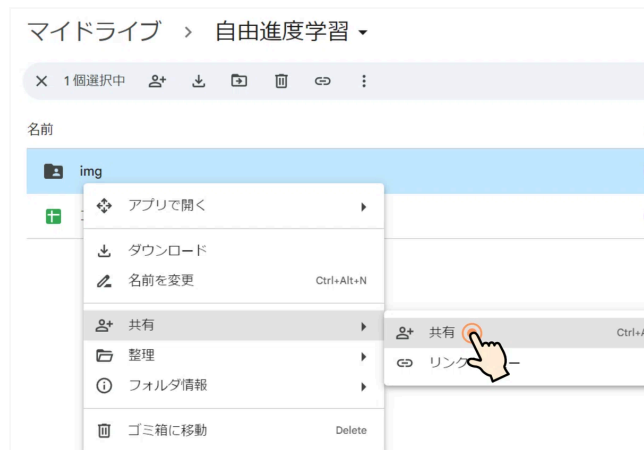 マイドライブ > 自由進度学習
1個選択中
名前
img
アプリで開く
ダウンロード
名前を変更 Ctrl+Alt+N
共有
共有
整理
フォルダ情報
ゴミ箱に移動 Delete